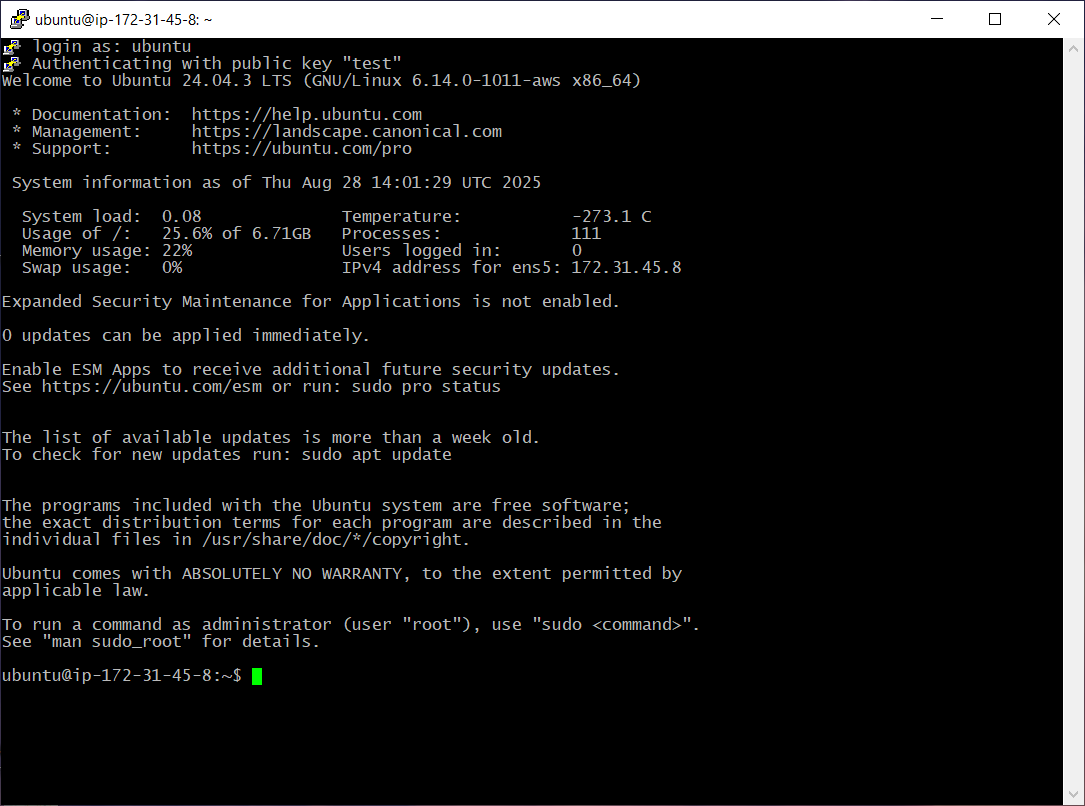 ubuntu@ip-172-31-45-8: ~
login as: ubuntu
Authenticating with public key "test"
Welcome to Ubuntu 24.04.3 LTS (GNU/Linux 6.14.0-1011-aws x86_64)

 * Documentation:  https://help.ubuntu.com
 * Management:     https://landscape.canonical.com
 * Support:        https://ubuntu.com/pro

 System information as of Thu Aug 28 14:01:29 UTC 2025

  System load:  0.08              Temperature:           -273.1 C
  Usage of /:   25.6% of 6.71GB   Processes:             111
  Memory usage: 22%               Users logged in:       0
  Swap usage:   0%                IPv4 address for ens5: 172.31.45.8

Expanded Security Maintenance for Applications is not enabled.

0 updates can be applied immediately.

Enable ESM Apps to receive additional future security updates.
See https://ubuntu.com/esm or run: sudo pro status

The list of available updates is more than a week old.
To check for new updates run: sudo apt update

The programs included with the Ubuntu system are free software;
the exact distribution terms for each program are described in the
individual files in /usr/share/doc/*/copyright.

Ubuntu comes with ABSOLUTELY NO WARRANTY, to the extent permitted by
applicable law.

To run a command as administrator (user "root"), use "sudo <command>".
See "man sudo_root" for details.

ubuntu@ip-172-31-45-8:~$